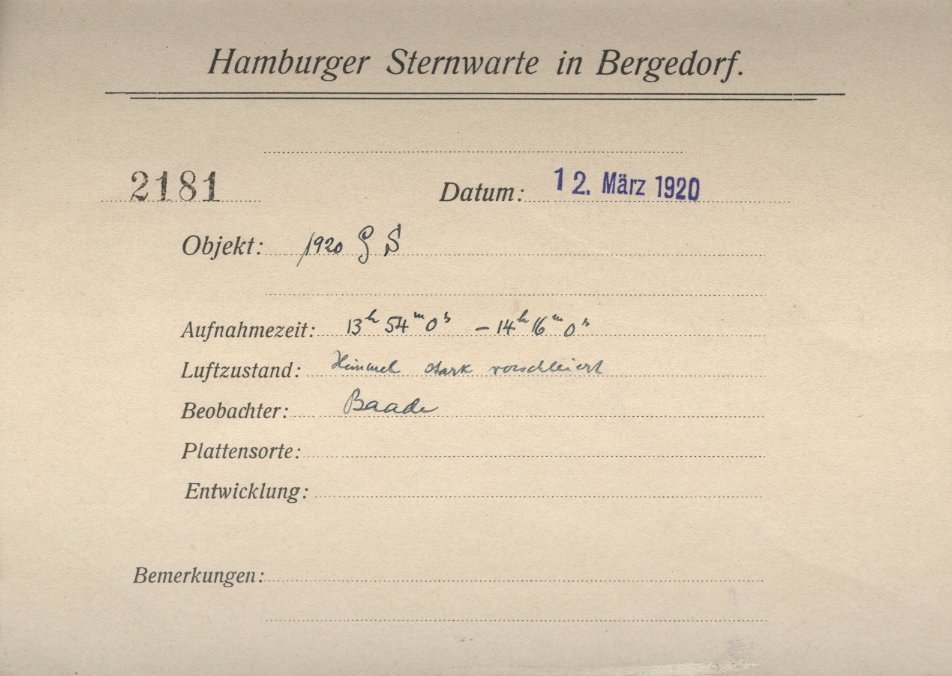 Hamburger Sternwarte in Bergedorf.
2181 Datum: 12. März 1920
Objekt: 1920
Aufnahmezeit: 13ʰ 54ᵐ 0ˢ – 14ʰ 16ᵐ 0ˢ
Luftzustand: Himmel stark verschleiert
Beobachter: Baade
Plattensorte:
Entwicklung:
Bemerkungen: